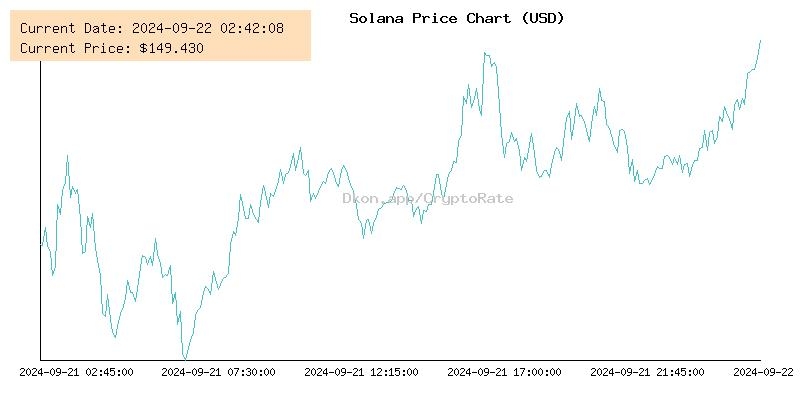 Solana Price Chart (USD)
Current Date: 2024-09-22 02:42:08
Current Price: $149.430
Dkon.app/CryptoRate
2024-09-21 02:45:00 2024-09-21 07:30:00 2024-09-21 12:15:00 2024-09-21 17:00:00 2024-09-21 21:45:00 2024-09-22